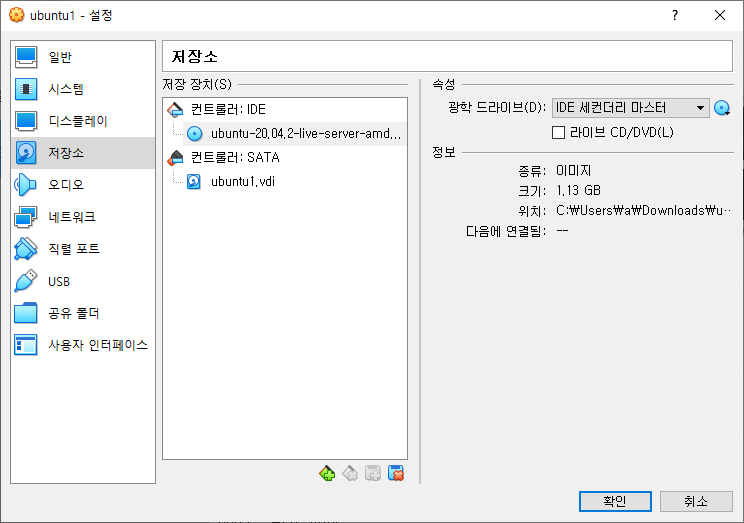 ubuntu1 - 설정
?
일반
시스템
디스플레이
저장소
오디오
네트워크
직렬 포트
USB
공유 폴더
사용자 인터페이스
저장소
저장 장치(S)
컨트롤러: IDE
ubuntu-20.04.2-live-server-amd...
컨트롤러: SATA
ubuntu1.vdi
속성
광학 드라이브(D): IDE 세컨더리 마스터
라이브 CD/DVD(L)
정보
종류: 이미지
크기: 1.13 GB
위치: C:₩Users₩a₩Downloads₩u...
다음에 연결됨: --
확인
취소